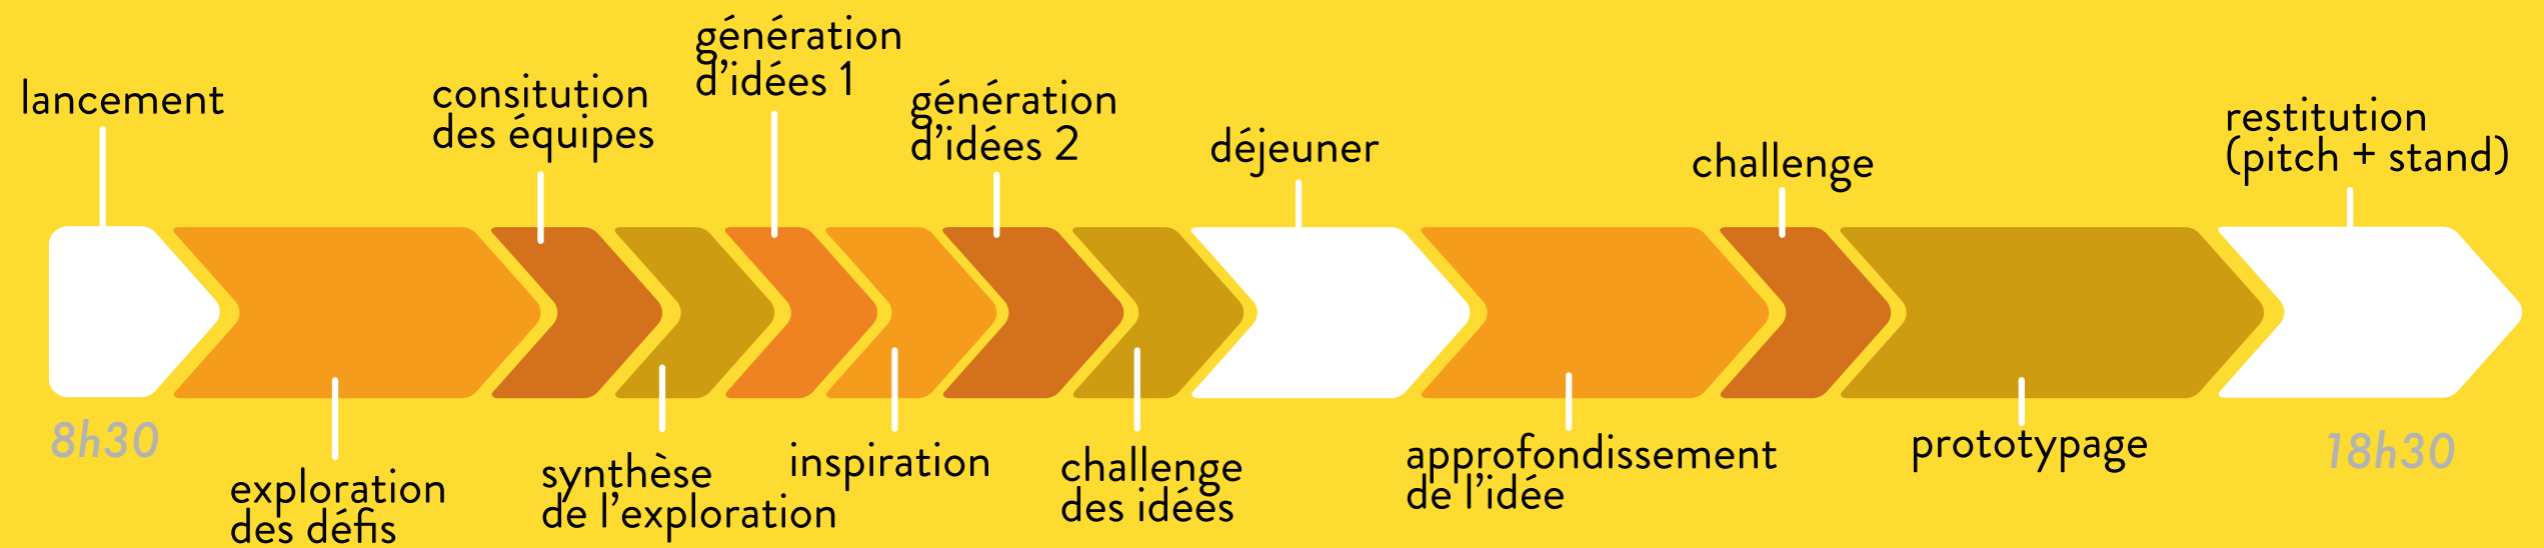 lancement
8h30
exploration
des défis
consitution
des équipes
synthèse
de l'exploration
génération
d'idées 1
inspiration
génération
d'idées 2
challenge
des idées
déjeuner
approfondissement
de l'idée
challenge
prototypage
restitution
(pitch + stand)
18h30